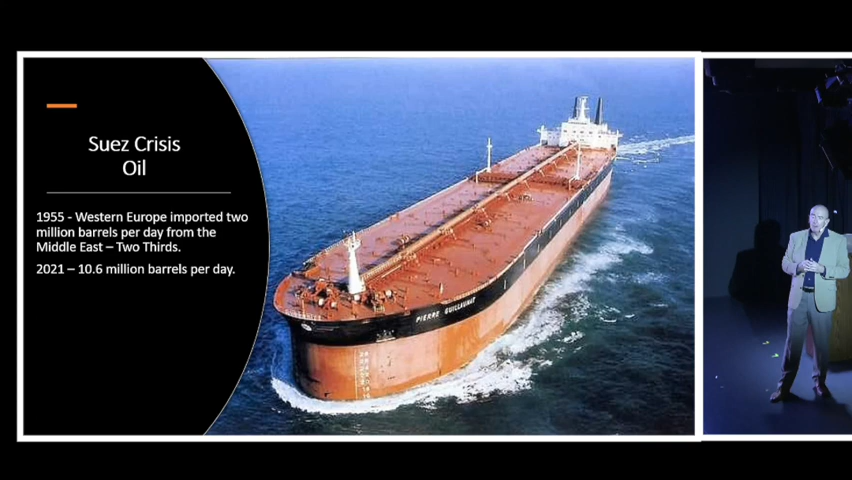 Suez Crisis
Oil
1955 - Western Europe imported two
million barrels per day from the
Middle East – Two Thirds.
2021 – 10.6 million barrels per day.
PIERRE GUILLAUMAT